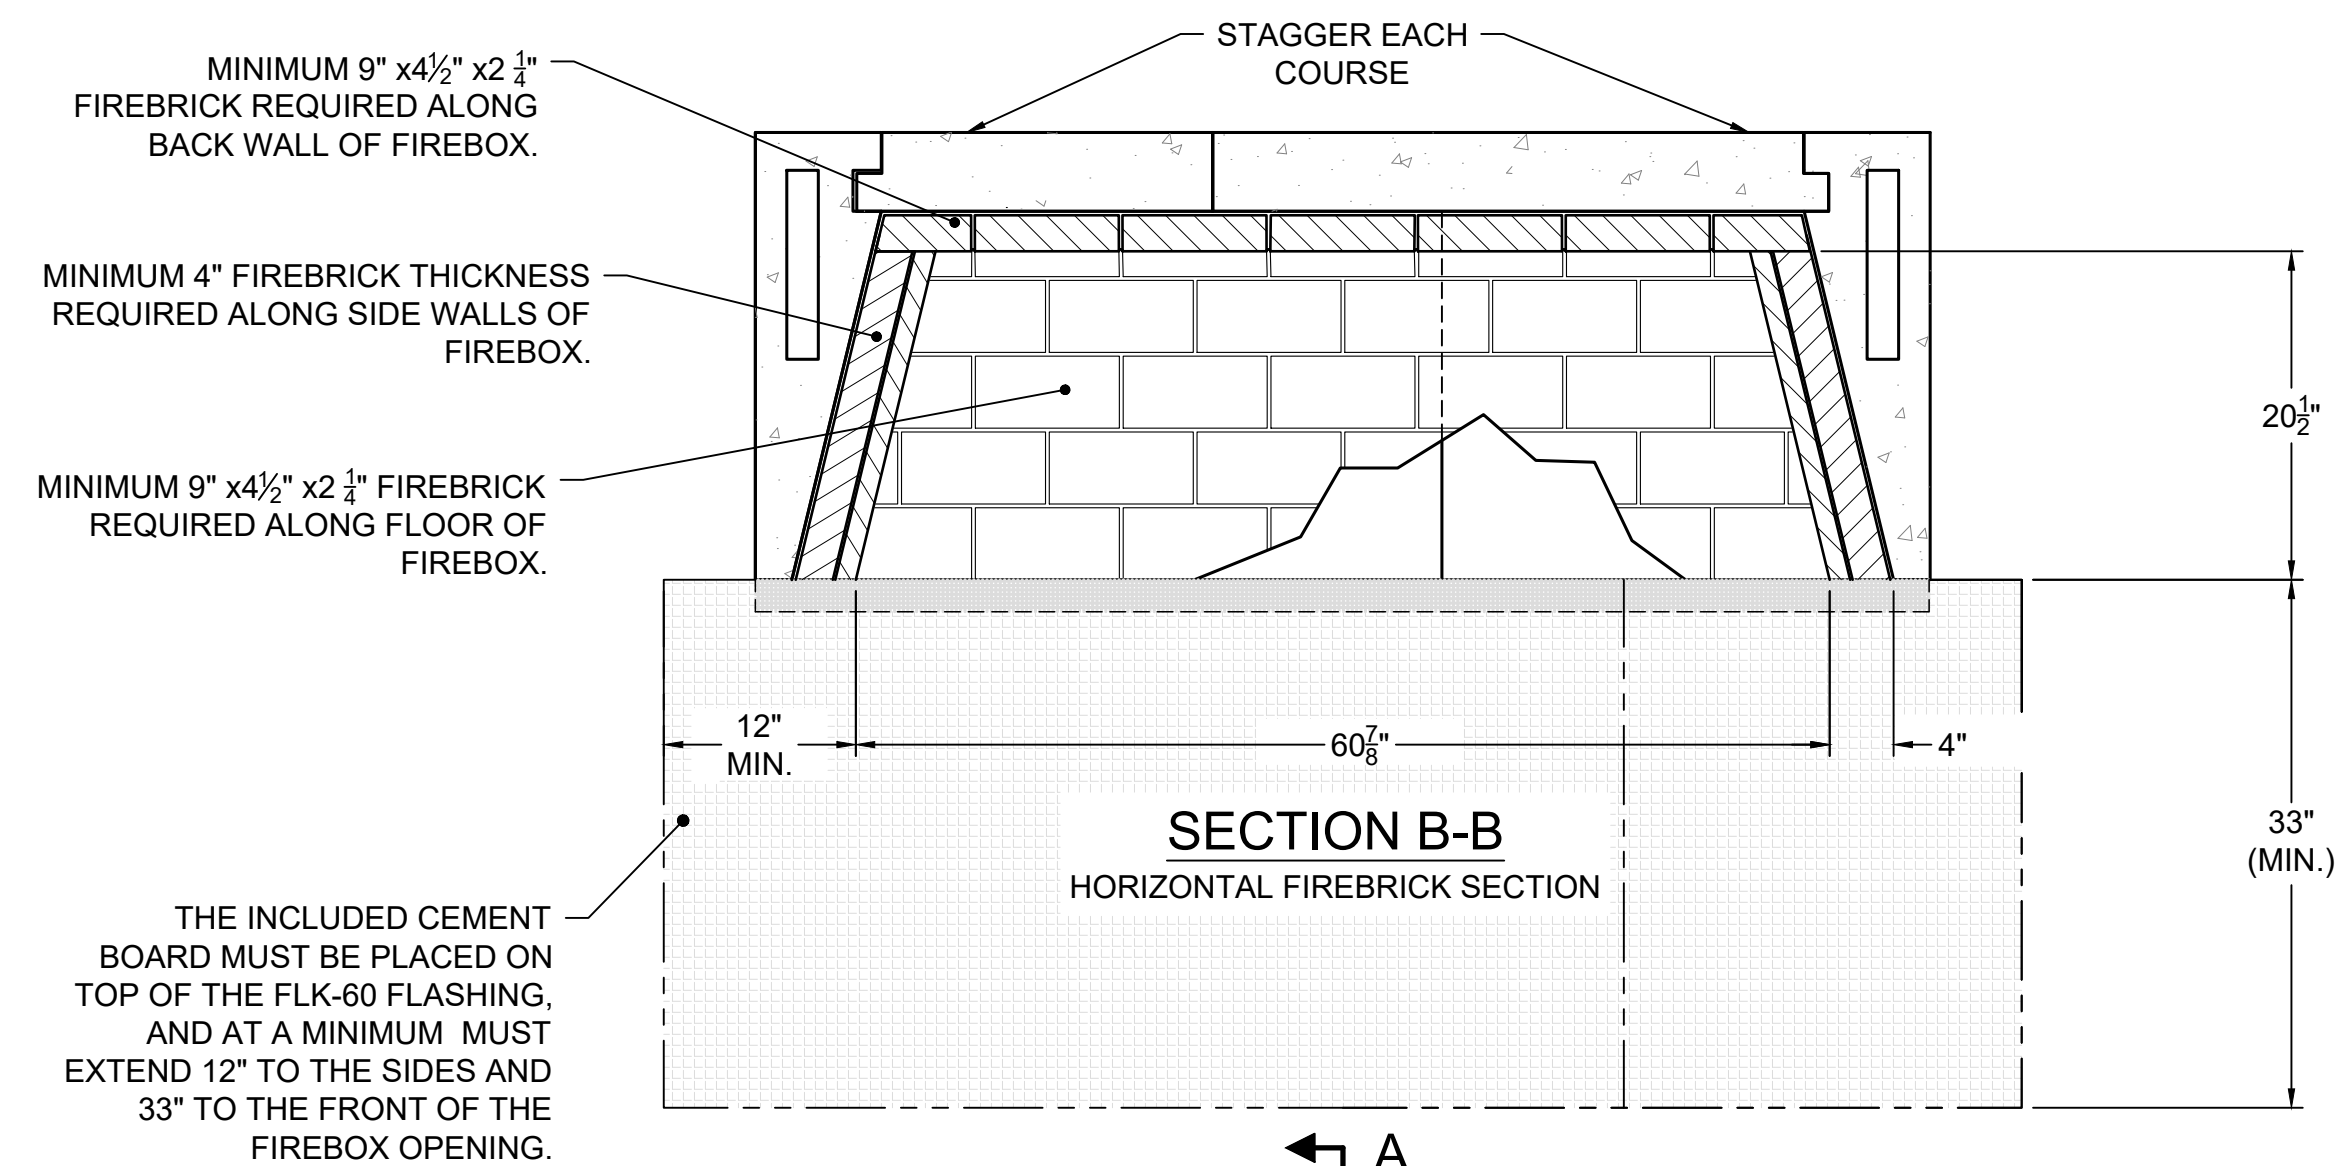 STAGGER EACH
COURSE
MINIMUM 9" x4½" x2 ¼"
FIREBRICK REQUIRED ALONG
BACK WALL OF FIREBOX.
MINIMUM 4" FIREBRICK THICKNESS
REQUIRED ALONG SIDE WALLS OF
FIREBOX.
20½"
MINIMUM 9" x4½" x2 ¼" FIREBRICK
REQUIRED ALONG FLOOR OF
FIREBOX.
12"
MIN.
60⅞"
4"
33"
(MIN.)
SECTION B-B
HORIZONTAL FIREBRICK SECTION
THE INCLUDED CEMENT
BOARD MUST BE PLACED ON
TOP OF THE FLK-60 FLASHING,
AND AT A MINIMUM  MUST
EXTEND 12" TO THE SIDES AND
33" TO THE FRONT OF THE
FIREBOX OPENING.
A